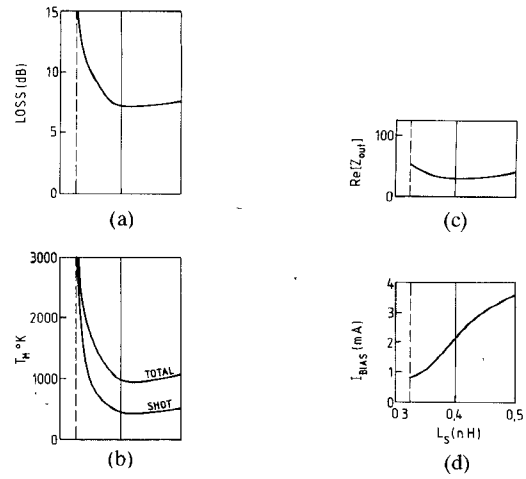 LOSS (dB)
15
10
5
0
(a)
T_M °K
3000
2000
1000
0
TOTAL
SHOT
(b)
Re[Z_out]
100
0
(c)
I_BIAS (mA)
4
3
2
1
0
0.3
0,4
0,5
L_S (nH)
(d)